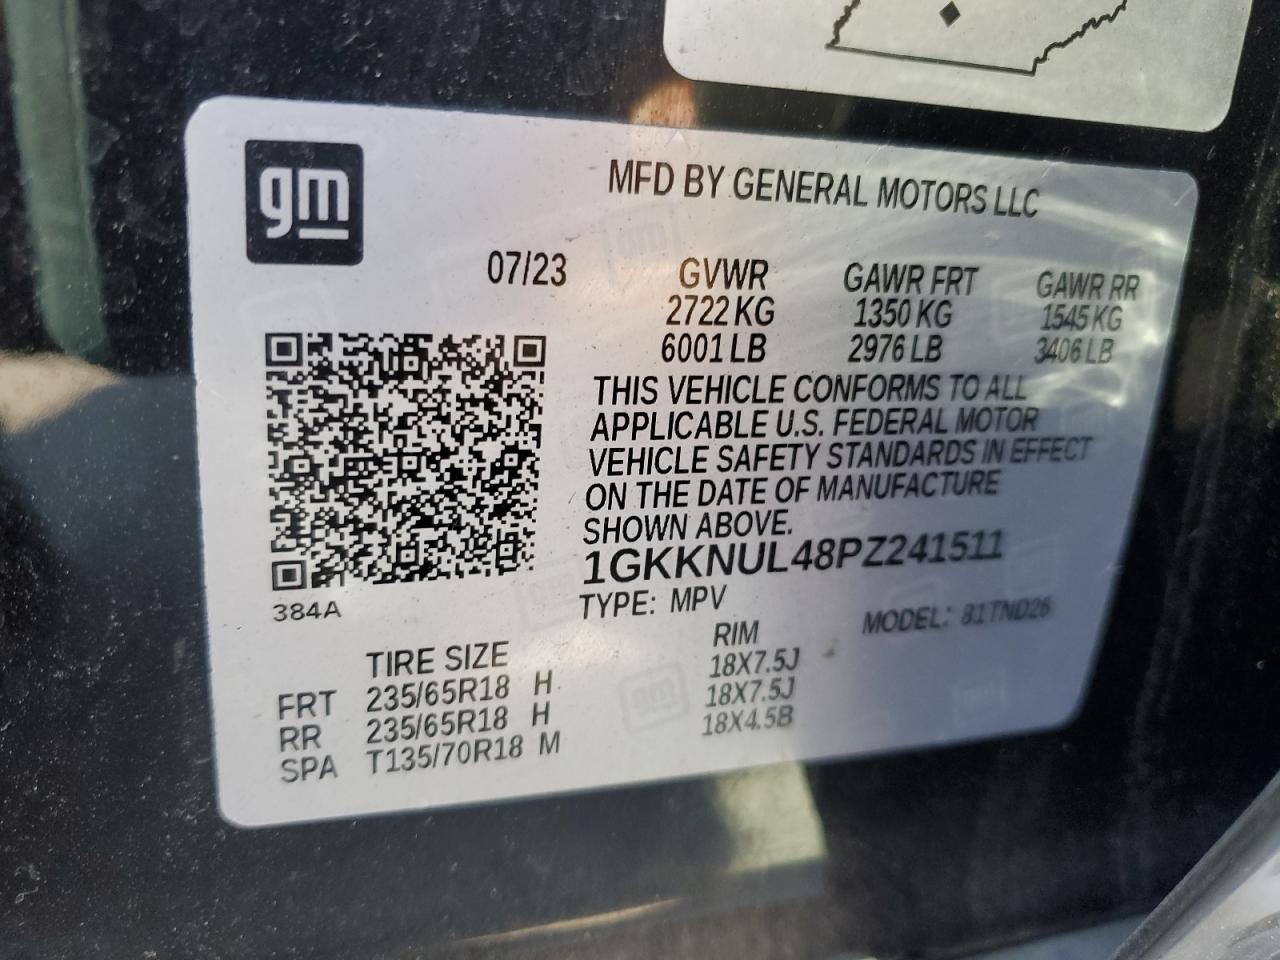 gm
MFD BY GENERAL MOTORS LLC
07/23 GVWR GAWR FRT GAWR RR
2722 KG 1350 KG 1545 KG
6001 LB 2976 LB 3406 LB
THIS VEHICLE CONFORMS TO ALL
APPLICABLE U.S. FEDERAL MOTOR
VEHICLE SAFETY STANDARDS IN EFFECT
ON THE DATE OF MANUFACTURE
SHOWN ABOVE.
1GKKNUL48PZ241511
384A
TYPE: MPV MODEL: 81TND26
TIRE SIZE RIM
FRT 235/65R18 H 18X7.5J
RR 235/65R18 H 18X7.5J
SPA T135/70R18 M 18X4.5B